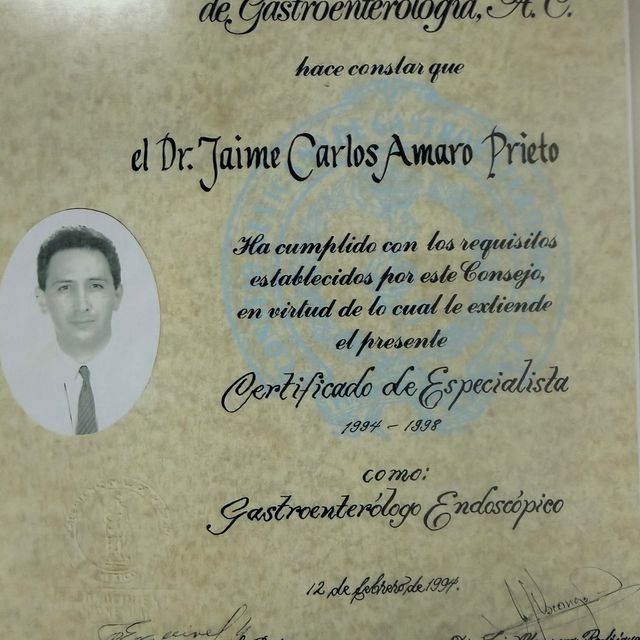 de Gastroenterología, A. C.
hace constar que
el Dr. Jaime Carlos Amaro Prieto
Ha cumplido con los requisitos
establecidos por este Consejo,
en virtud de lo cual le extiende
el presente
Certificado de Especialista
1994 - 1998
como:
Gastroenterólogo Endoscópico
12 de febrero de 1994.